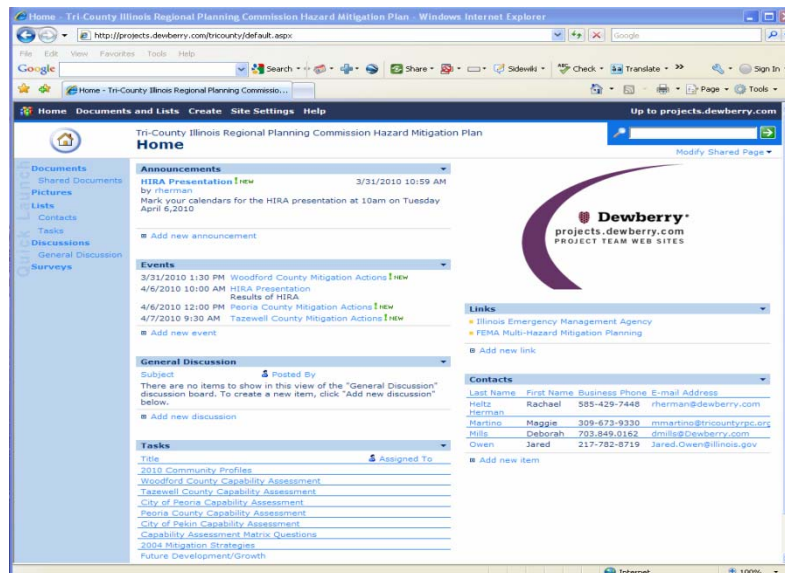 Home - Tri-County Illinois Regional Planning Commission Hazard Mitigation Plan - Windows Internet Explorer
http://projects.dewberry.com/tricounty/default.aspx
Google
File Edit View Favorites Tools Help
Google
Search
Share
Sidewiki
Check
Translate
Sign In
Home - Tri-County Illinois Regional Planning Commissio...
Page
Tools
Home Documents and Lists Create Site Settings Help
Up to projects.dewberry.com
Tri-County Illinois Regional Planning Commission Hazard Mitigation Plan
Home
Modify Shared Page
Quick Launch
Documents
Shared Documents
Pictures
Lists
Contacts
Tasks
Discussions
General Discussion
Surveys
Announcements
HIRA Presentation ! NEW 3/31/2010 10:59 AM
by rherman
Mark your calendars for the HIRA presentation at 10am on Tuesday
April 6,2010
Add new announcement
Events
3/31/2010 1:30 PM Woodford County Mitigation Actions ! NEW
4/6/2010 10:00 AM HIRA Presentation
Results of HIRA
4/6/2010 12:00 PM Peoria County Mitigation Actions ! NEW
4/7/2010 9:30 AM Tazewell County Mitigation Actions ! NEW
Add new event
General Discussion
Subject Posted By
There are no items to show in this view of the "General Discussion"
discussion board. To create a new item, click "Add new discussion"
below.
Add new discussion
Tasks
Title Assigned To
2010 Community Profiles
Woodford County Capability Assessment
Tazewell County Capability Assessment
City of Peoria Capability Assessment
Peoria County Capability Assessment
City of Pekin Capability Assessment
Capability Assessment Matrix Questions
2004 Mitigation Strategies
Future Development/Growth
Dewberry
projects.dewberry.com
PROJECT TEAM WEB SITES
Links
Illinois Emergency Management Agency
FEMA Multi-Hazard Mitigation Planning
Add new link
Contacts
Last Name First Name Business Phone E-mail Address
Heltz Rachael 585-429-7448 rherman@dewberry.com
Herman
Martino Maggie 309-673-9330 mmartino@tricountyrpc.org
Mills Deborah 703.849.0162 dmills@Dewberry.com
Owen Jared 217-782-8719 Jared.Owen@illinois.gov
Add new item
Internet
100%